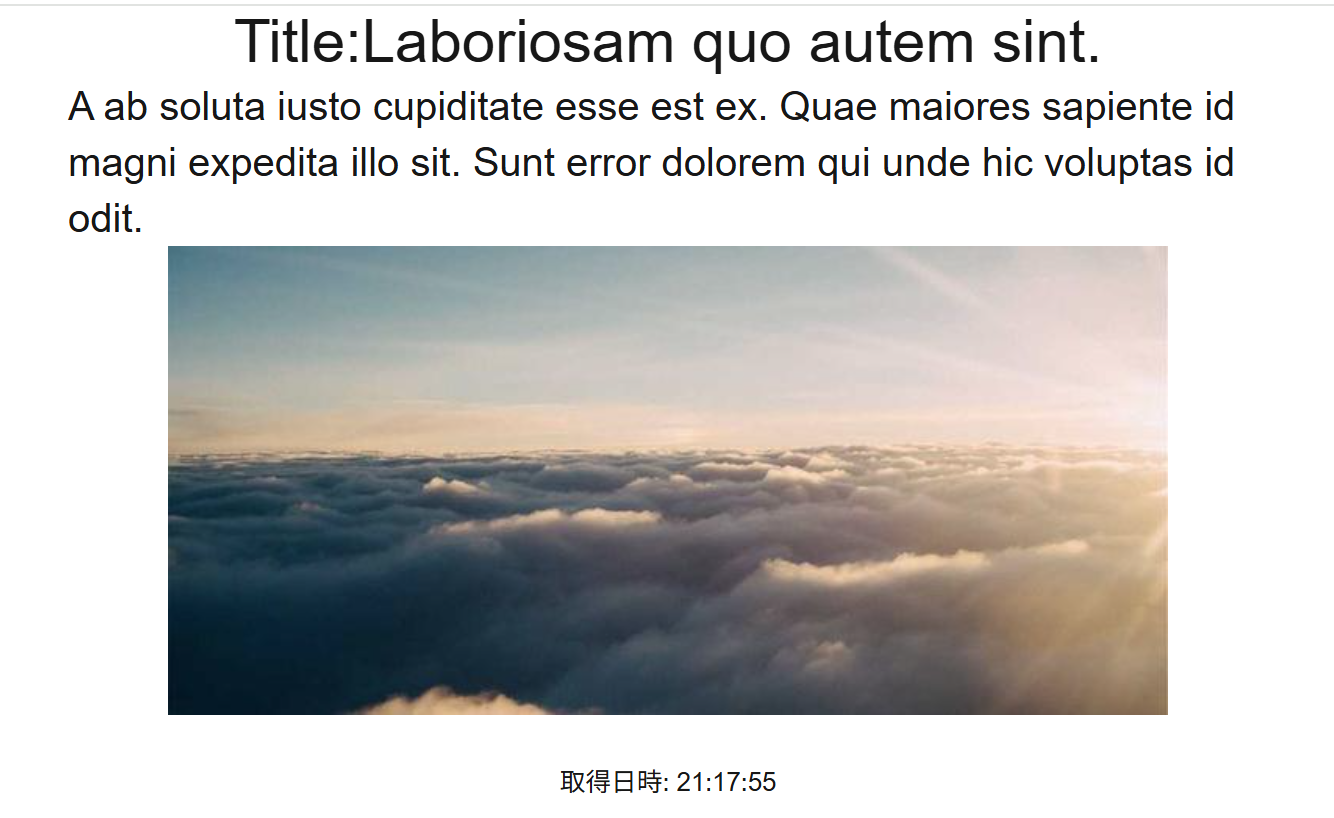 Title:Laboriosam quo autem sint.
A ab soluta iusto cupiditate esse est ex. Quae maiores sapiente id
magni expedita illo sit. Sunt error dolorem qui unde hic voluptas id
odit.
取得日時: 21:17:55